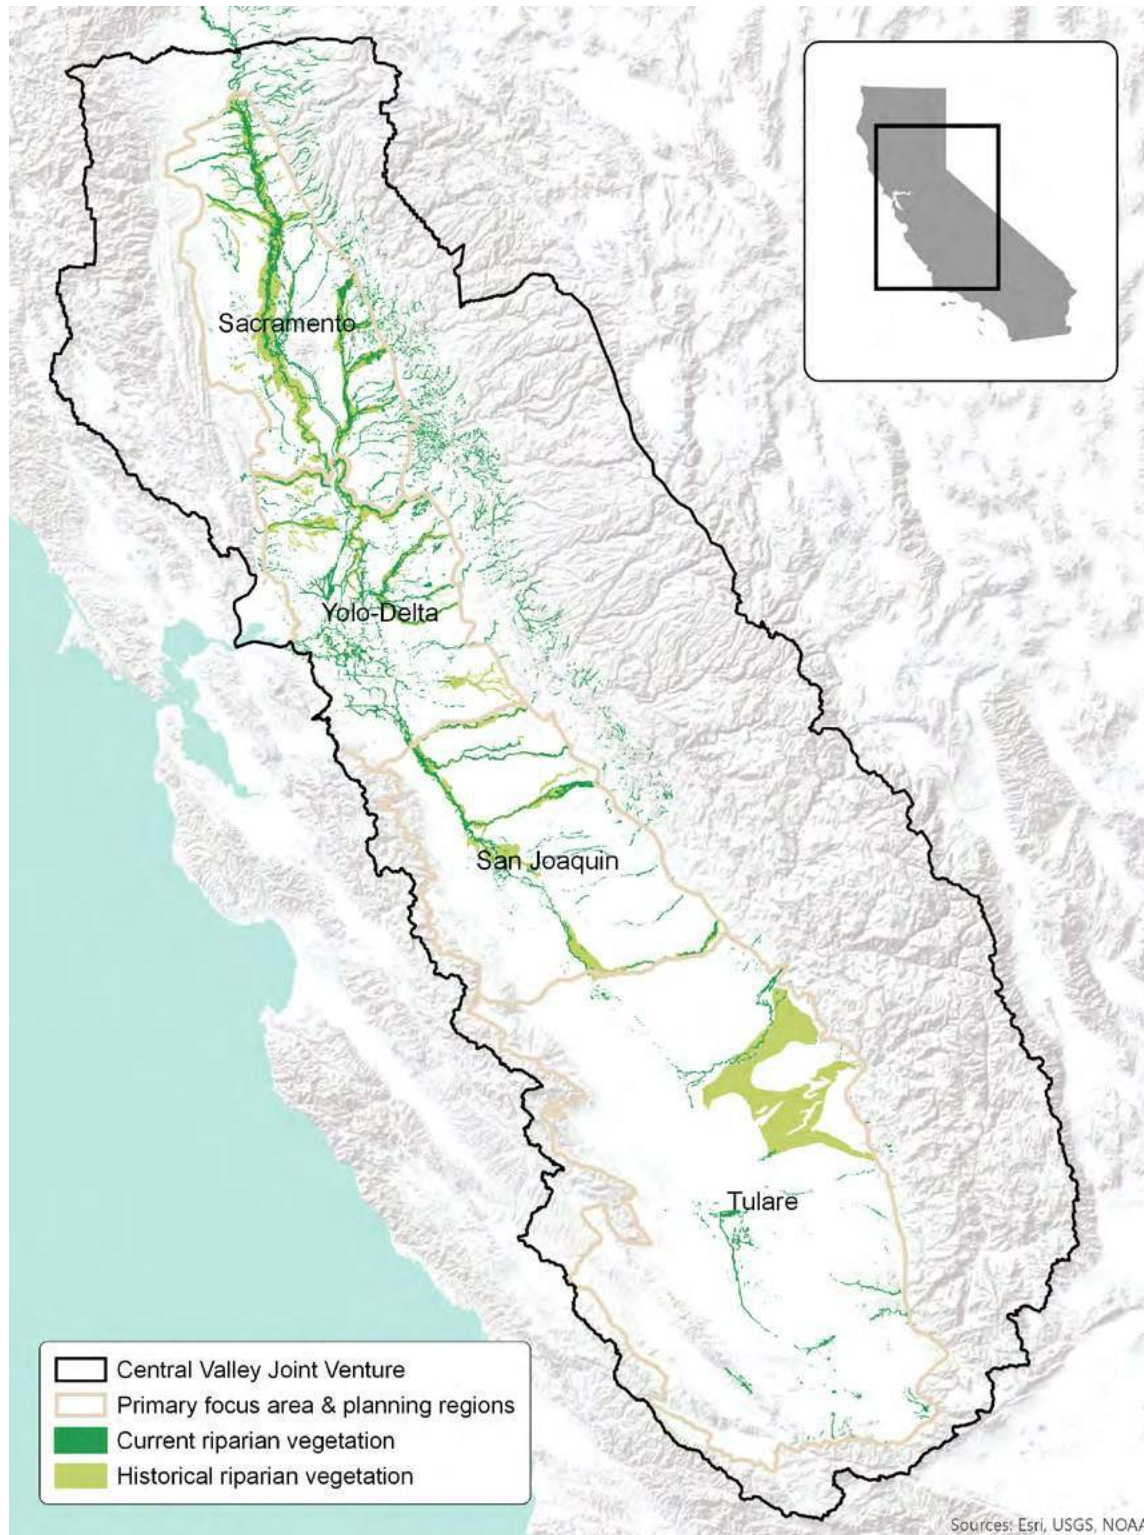 Sacramento
Yolo-Delta
San Joaquin
Tulare
Central Valley Joint Venture
Primary focus area & planning regions
Current riparian vegetation
Historical riparian vegetation
Sources: Esri, USGS, NOAA